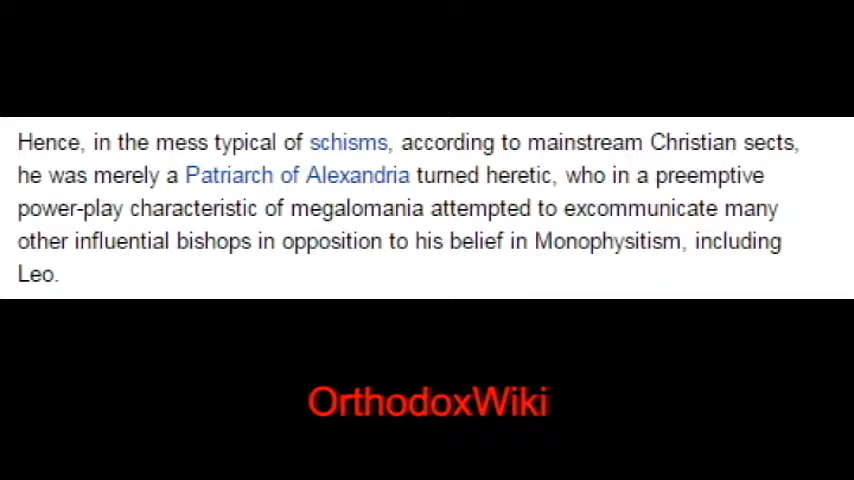 Hence, in the mess typical of schisms, according to mainstream Christian sects,
he was merely a Patriarch of Alexandria turned heretic, who in a preemptive
power-play characteristic of megalomania attempted to excommunicate many
other influential bishops in opposition to his belief in Monophysitism, including
Leo.
OrthodoxWiki